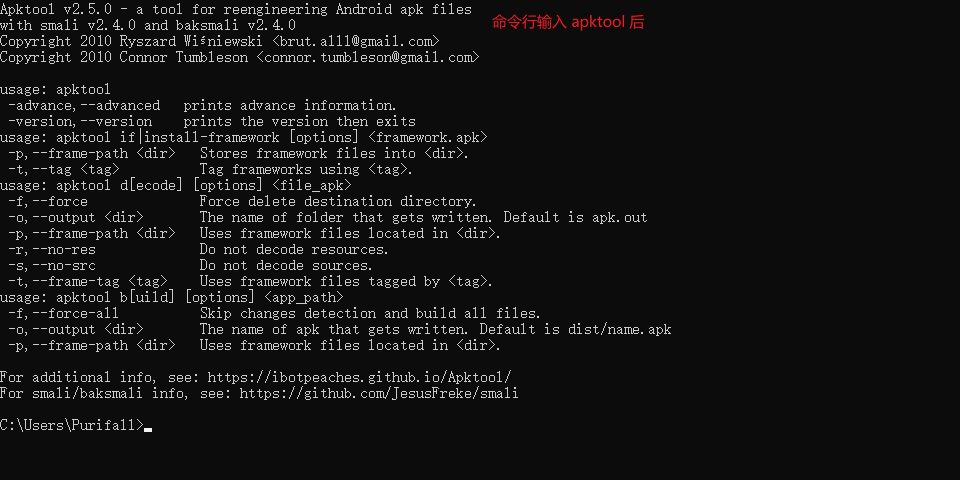 Apktool v2.5.0 - a tool for reengineering Android apk files
命令行输入 apktool 后
with smali v2.4.0 and baksmali v2.4.0
Copyright 2010 Ryszard Wiśniewski <brut.alll@gmail.com>
Copyright 2010 Connor Tumbleson <connor.tumbleson@gmail.com>
usage: apktool
-advance,--advanced prints advance information.
-version,--version prints the version then exits
usage: apktool if|install-framework [options] <framework.apk>
-p,--frame-path <dir> Stores framework files into <dir>.
-t,--tag <tag> Tag frameworks using <tag>.
usage: apktool d[ecode] [options] <file_apk>
-f,--force Force delete destination directory.
-o,--output <dir> The name of folder that gets written. Default is apk.out
-p,--frame-path <dir> Uses framework files located in <dir>.
-r,--no-res Do not decode resources.
-s,--no-src Do not decode sources.
-t,--frame-tag <tag> Uses framework files tagged by <tag>.
usage: apktool b[uild] [options] <app_path>
-f,--force-all Skip changes detection and build all files.
-o,--output <dir> The name of apk that gets written. Default is dist/name.apk
-p,--frame-path <dir> Uses framework files located in <dir>.
For additional info, see: https://ibotpeaches.github.io/Apktool/
For smali/baksmali info, see: https://github.com/JesusFreke/smali
C:\Users\Purifall>